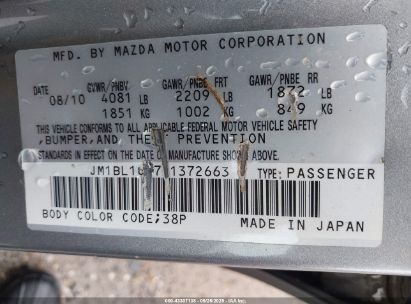 MFD. BY MAZDA MOTOR CORPORATION
DATE GVWR/PNBV GAWR/PNBE FRT GAWR/PNBE RR
08/10 4081 LB 2209 LB 1832 LB
1851 KG 1002 KG 849 KG
THIS VEHICLE CONFORMS TO ALL APPLICABLE FEDERAL MOTOR VEHICLE SAFETY
,BUMPER,AND THEFT PREVENTION
STANDARDS IN EFFECT ON THE DATE OF MANUFACTURE SHOWN ABOVE.
1372663 TYPE: PASSENGER
BODY COLOR CODE:38P MADE IN JAPAN